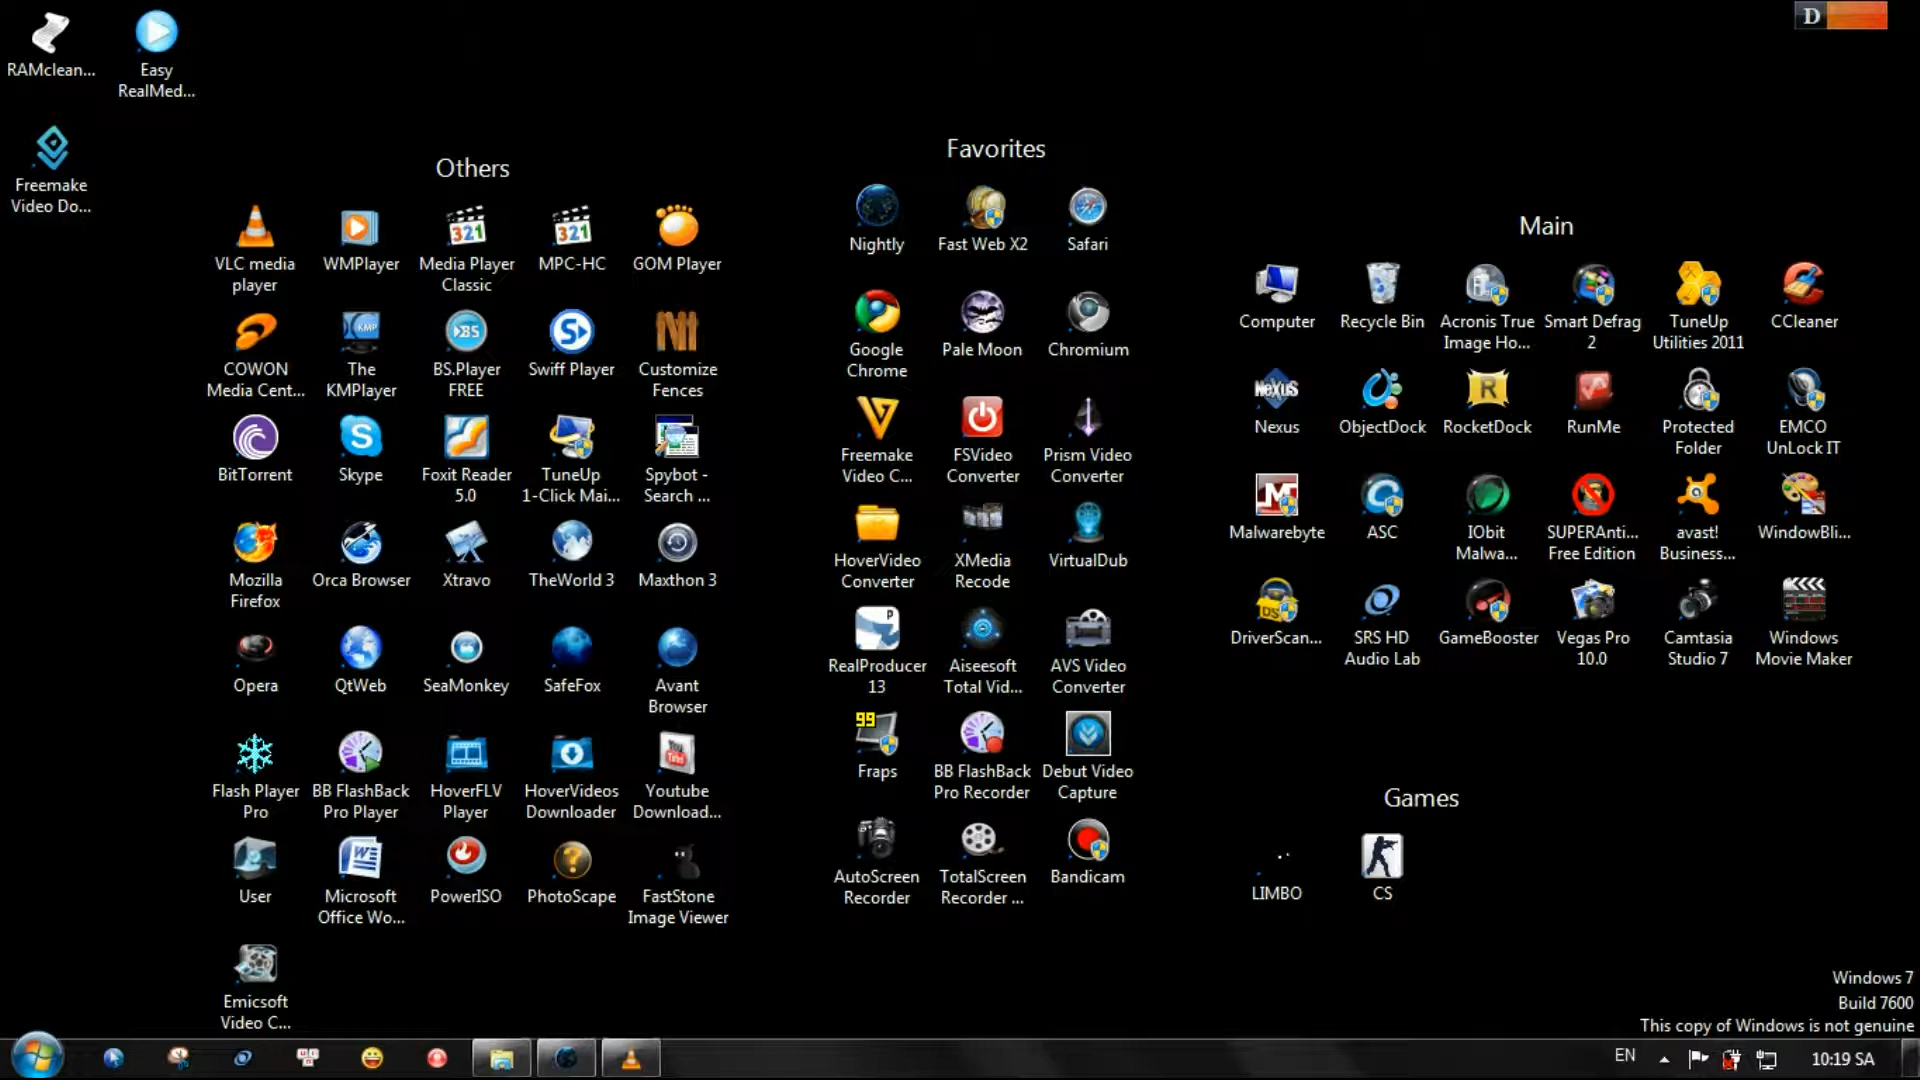 RAMclean...
Easy
RealMed...
D
Freemake
Video Do...
Others
VLC media
player
WMPlayer
Media Player
Classic
MPC-HC
GOM Player
COWON
Media Cent...
The
KMPlayer
BS.Player
FREE
Swiff Player
Customize
Fences
BitTorrent
Skype
Foxit Reader
5.0
TuneUp
1-Click Mai...
Spybot -
Search ...
Mozilla
Firefox
Orca Browser
Xtravo
TheWorld 3
Maxthon 3
Opera
QtWeb
SeaMonkey
SafeFox
Avant
Browser
Flash Player
Pro
BB FlashBack
Pro Player
HoverFLV
Player
HoverVideos
Downloader
Youtube
Download...
User
Microsoft
Office Wo...
PowerISO
PhotoScape
FastStone
Image Viewer
Emicsoft
Video C...
Favorites
Nightly
Fast Web X2
Safari
Google
Chrome
Pale Moon
Chromium
Freemake
Video C...
FSVideo
Converter
Prism Video
Converter
HoverVideo
Converter
XMedia
Recode
VirtualDub
RealProducer
13
Aiseesoft
Total Vid...
AVS Video
Converter
99
Fraps
BB FlashBack
Pro Recorder
Debut Video
Capture
AutoScreen
Recorder
TotalScreen
Recorder ...
Bandicam
Main
Computer
Recycle Bin
Acronis True
Image Ho...
Smart Defrag
2
TuneUp
Utilities 2011
CCleaner
Nexus
ObjectDock
RocketDock
RunMe
Protected
Folder
EMCO
UnLock IT
Malwarebyte
ASC
IObit
Malwa...
SUPERAnti...
Free Edition
avast!
Business...
WindowBli...
DriverScan...
SRS HD
Audio Lab
GameBooster
Vegas Pro
10.0
Camtasia
Studio 7
Windows
Movie Maker
Games
LIMBO
CS
Windows 7
Build 7600
This copy of Windows is not genuine
EN
10:19 SA